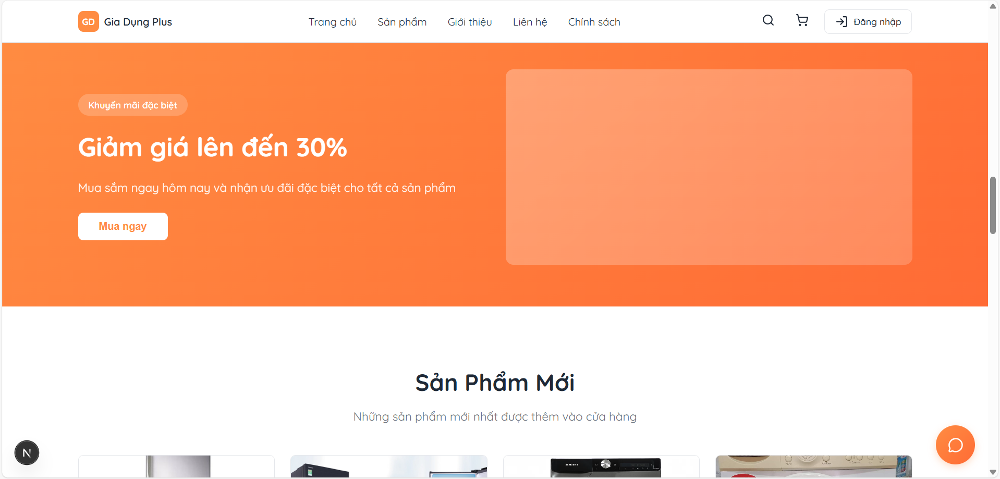 GD Gia Dụng Plus Trang chủ Sản phẩm Giới thiệu Liên hệ Chính sách Đăng nhập
Khuyến mãi đặc biệt
Giảm giá lên đến 30%
Mua sắm ngay hôm nay và nhận ưu đãi đặc biệt cho tất cả sản phẩm
Mua ngay
Sản Phẩm Mới
Những sản phẩm mới nhất được thêm vào cửa hàng
N
SAMSUNG